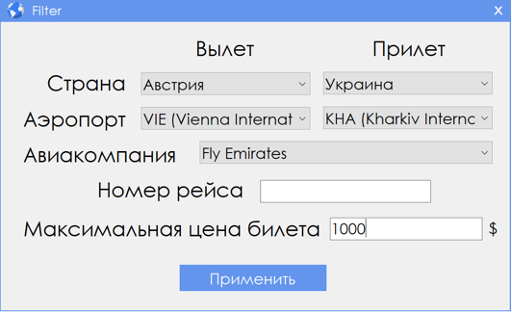 Filter X
Вылет Прилет
Страна Австрия Украина
Аэропорт VIE (Vienna Internat KHA (Kharkiv Internc
Авиакомпания Fly Emirates
Номер рейса
Максимальная цена билета 1000 $
Применить